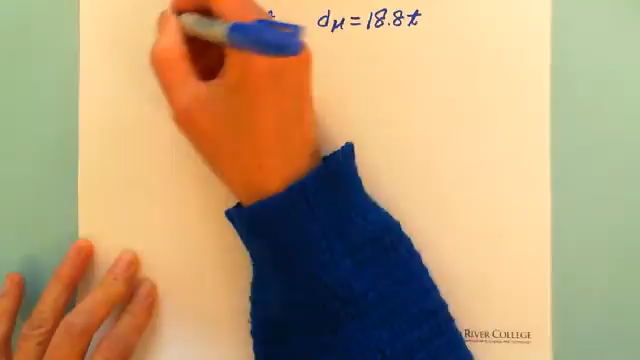 dμ = 18.8t
RIVER COLLEGE